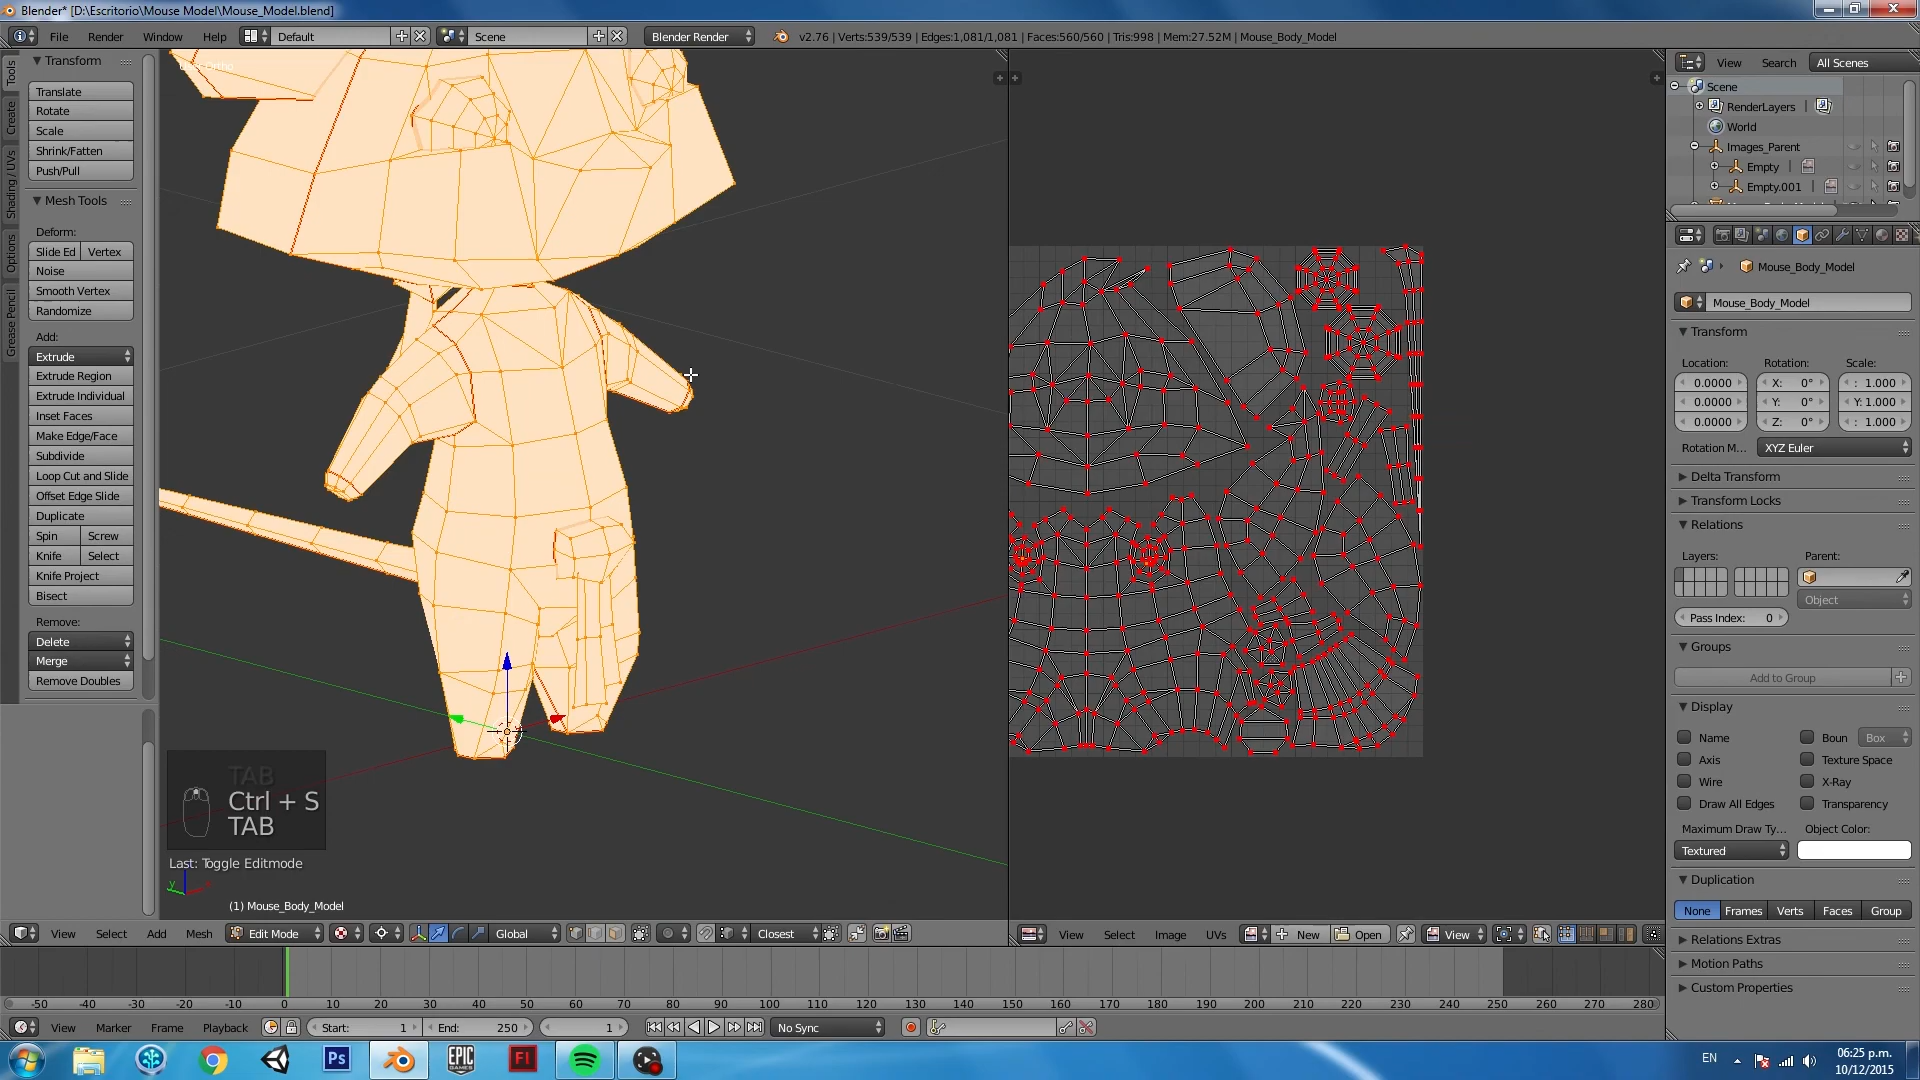 Blender* [D:\Escritorio\Mouse Model\Mouse_Model.blend]
File Render Window Help Default Scene Blender Render v2.76 | Verts:539/539 | Edges:1,081/1,081 | Faces:560/560 | Tris:998 | Mem:27.52M | Mouse_Body_Model
Tools
Create
Shading / UVs
Options
Grease Pencil
Transform
Translate
Rotate
Scale
Shrink/Fatten
Push/Pull
Mesh Tools
Deform:
Slide Ed Vertex
Noise
Smooth Vertex
Randomize
Add:
Extrude
Extrude Region
Extrude Individual
Inset Faces
Make Edge/Face
Subdivide
Loop Cut and Slide
Offset Edge Slide
Duplicate
Spin Screw
Knife Select
Knife Project
Bisect
Remove:
Delete
Merge
Remove Doubles
Ortho
TAB
Ctrl + S
TAB
Last: Toggle Editmode
y
(1) Mouse_Body_Model
View Select Add Mesh Edit Mode Global Closest
View Select Image UVs New Open View
View Search All Scenes
Scene
RenderLayers
World
Images_Parent
Empty
Empty.001
Mouse_Body_Model
Mouse_Body_Model
Transform
Location: Rotation: Scale:
0.0000 X: 0° : 1.000
0.0000 Y: 0° Y: 1.000
0.0000 Z: 0° : 1.000
Rotation M... XYZ Euler
Delta Transform
Transform Locks
Relations
Layers: Parent:
Object
Pass Index: 0
Groups
Add to Group
Display
Name Boun Box
Axis Texture Space
Wire X-Ray
Draw All Edges Transparency
Maximum Draw Ty... Object Color:
Textured
Duplication
None Frames Verts Faces Group
Relations Extras
Motion Paths
Custom Properties
-50 -40 -30 -20 -10 0 10 20 30 40 50 60 70 80 90 100 110 120 130 140 150 160 170 180 190 200 210 220 230 240 250 260 270 280
View Marker Frame Playback Start: 1 End: 250 1 No Sync
Ps EPIC GAMES Fl
EN 06:25 p.m.
10/12/2015